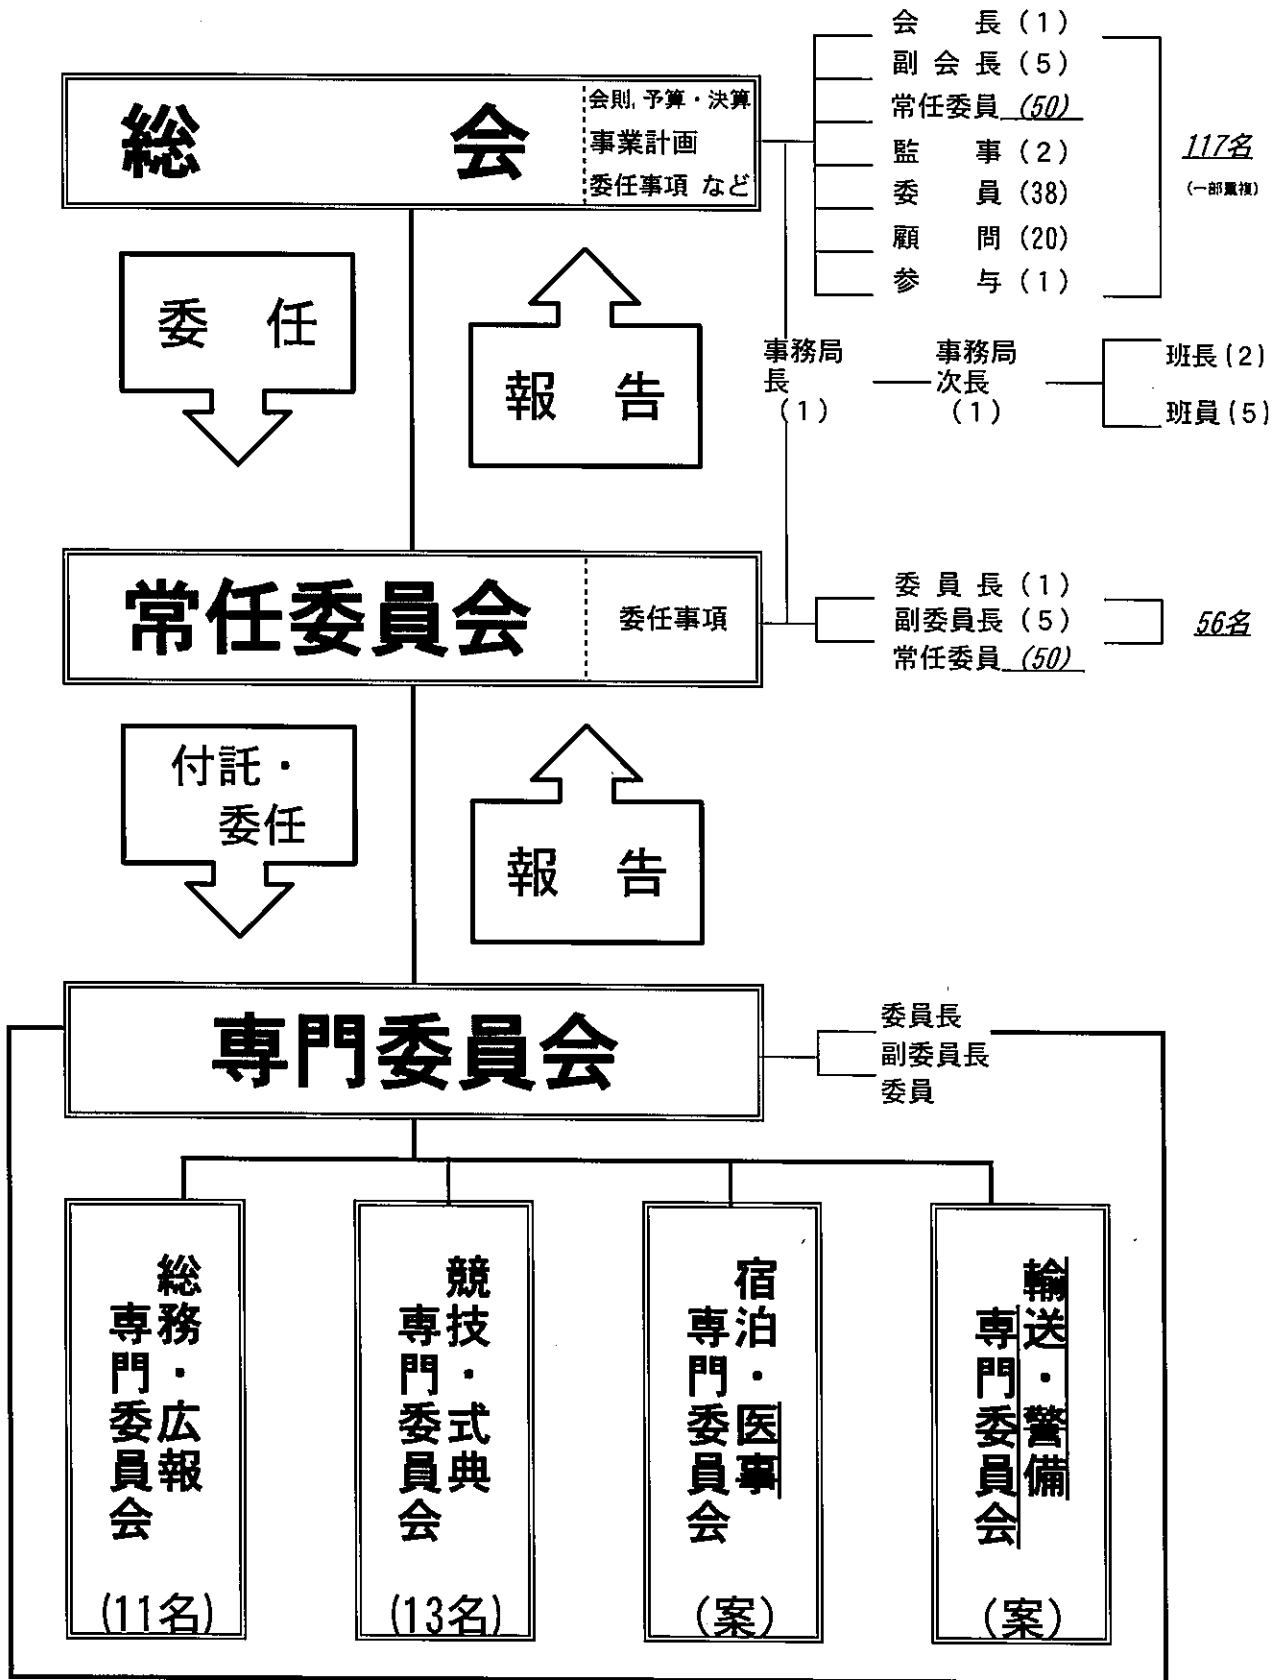 総会
会則, 予算・決算
事業計画
委任事項 など
会長 (1)
副会長 (5)
常任委員 (50)
監事 (2)
委員 (38)
顧問 (20)
参与 (1)
117名
(一部重複)
委任
報告
事務局
長
(1)
事務局
次長
(1)
班長 (2)
班員 (5)
常任委員会
委任事項
委員長 (1)
副委員長 (5)
常任委員 (50)
56名
付託・
委任
報告
専門委員会
委員長
副委員長
委員
総務・広報
専門委員会
(11名)
競技・式典
専門委員会
(13名)
宿泊・医事
専門委員会
(案)
輸送・警備
専門委員会
(案)